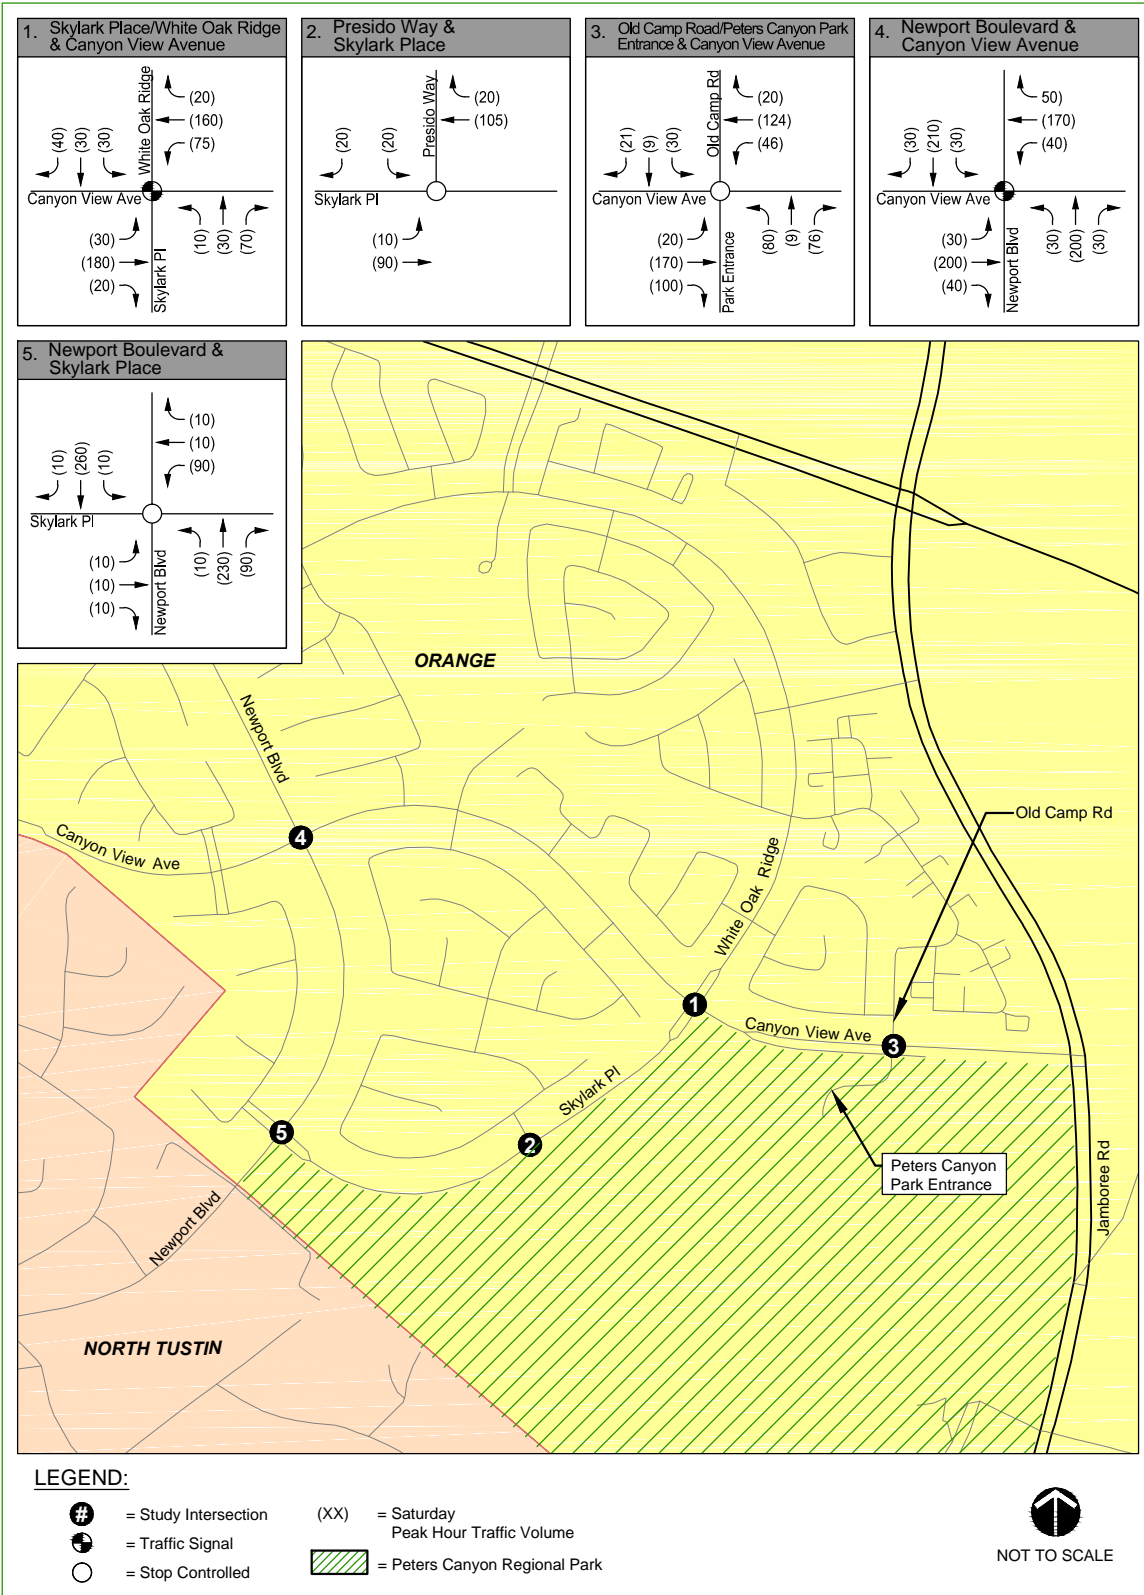 1. Skylark Place/White Oak Ridge
& Canyon View Avenue
White Oak Ridge
(20)
(160)
(75)
(40)
(30)
(30)
Canyon View Ave
(30)
(180)
(20)
Skylark Pl
(10)
(30)
(70)
2. Presido Way &
Skylark Place
Presido Way
(20)
(105)
(20)
(20)
Skylark Pl
(10)
(90)
3. Old Camp Road/Peters Canyon Park
Entrance & Canyon View Avenue
Old Camp Rd
(20)
(124)
(46)
(21)
(9)
(30)
Canyon View Ave
(20)
(170)
(100)
Park Entrance
(80)
(9)
(76)
4. Newport Boulevard &
Canyon View Avenue
50)
(170)
(40)
(30)
(210)
(30)
Canyon View Ave
(30)
(200)
(40)
Newport Blvd
(30)
(200)
(30)
5. Newport Boulevard &
Skylark Place
(10)
(10)
(90)
(10)
(260)
(10)
Skylark Pl
(10)
(10)
(10)
Newport Blvd
(10)
(230)
(90)
ORANGE
Newport Blvd
Old Camp Rd
4
Canyon View Ave
White Oak Ridge
1
Canyon View Ave
3
Skylark Pl
5
2
Peters Canyon
Park Entrance
Newport Blvd
Jamboree Rd
NORTH TUSTIN
LEGEND:
# = Study Intersection
= Traffic Signal
= Stop Controlled
(XX) = Saturday
Peak Hour Traffic Volume
= Peters Canyon Regional Park
NOT TO SCALE